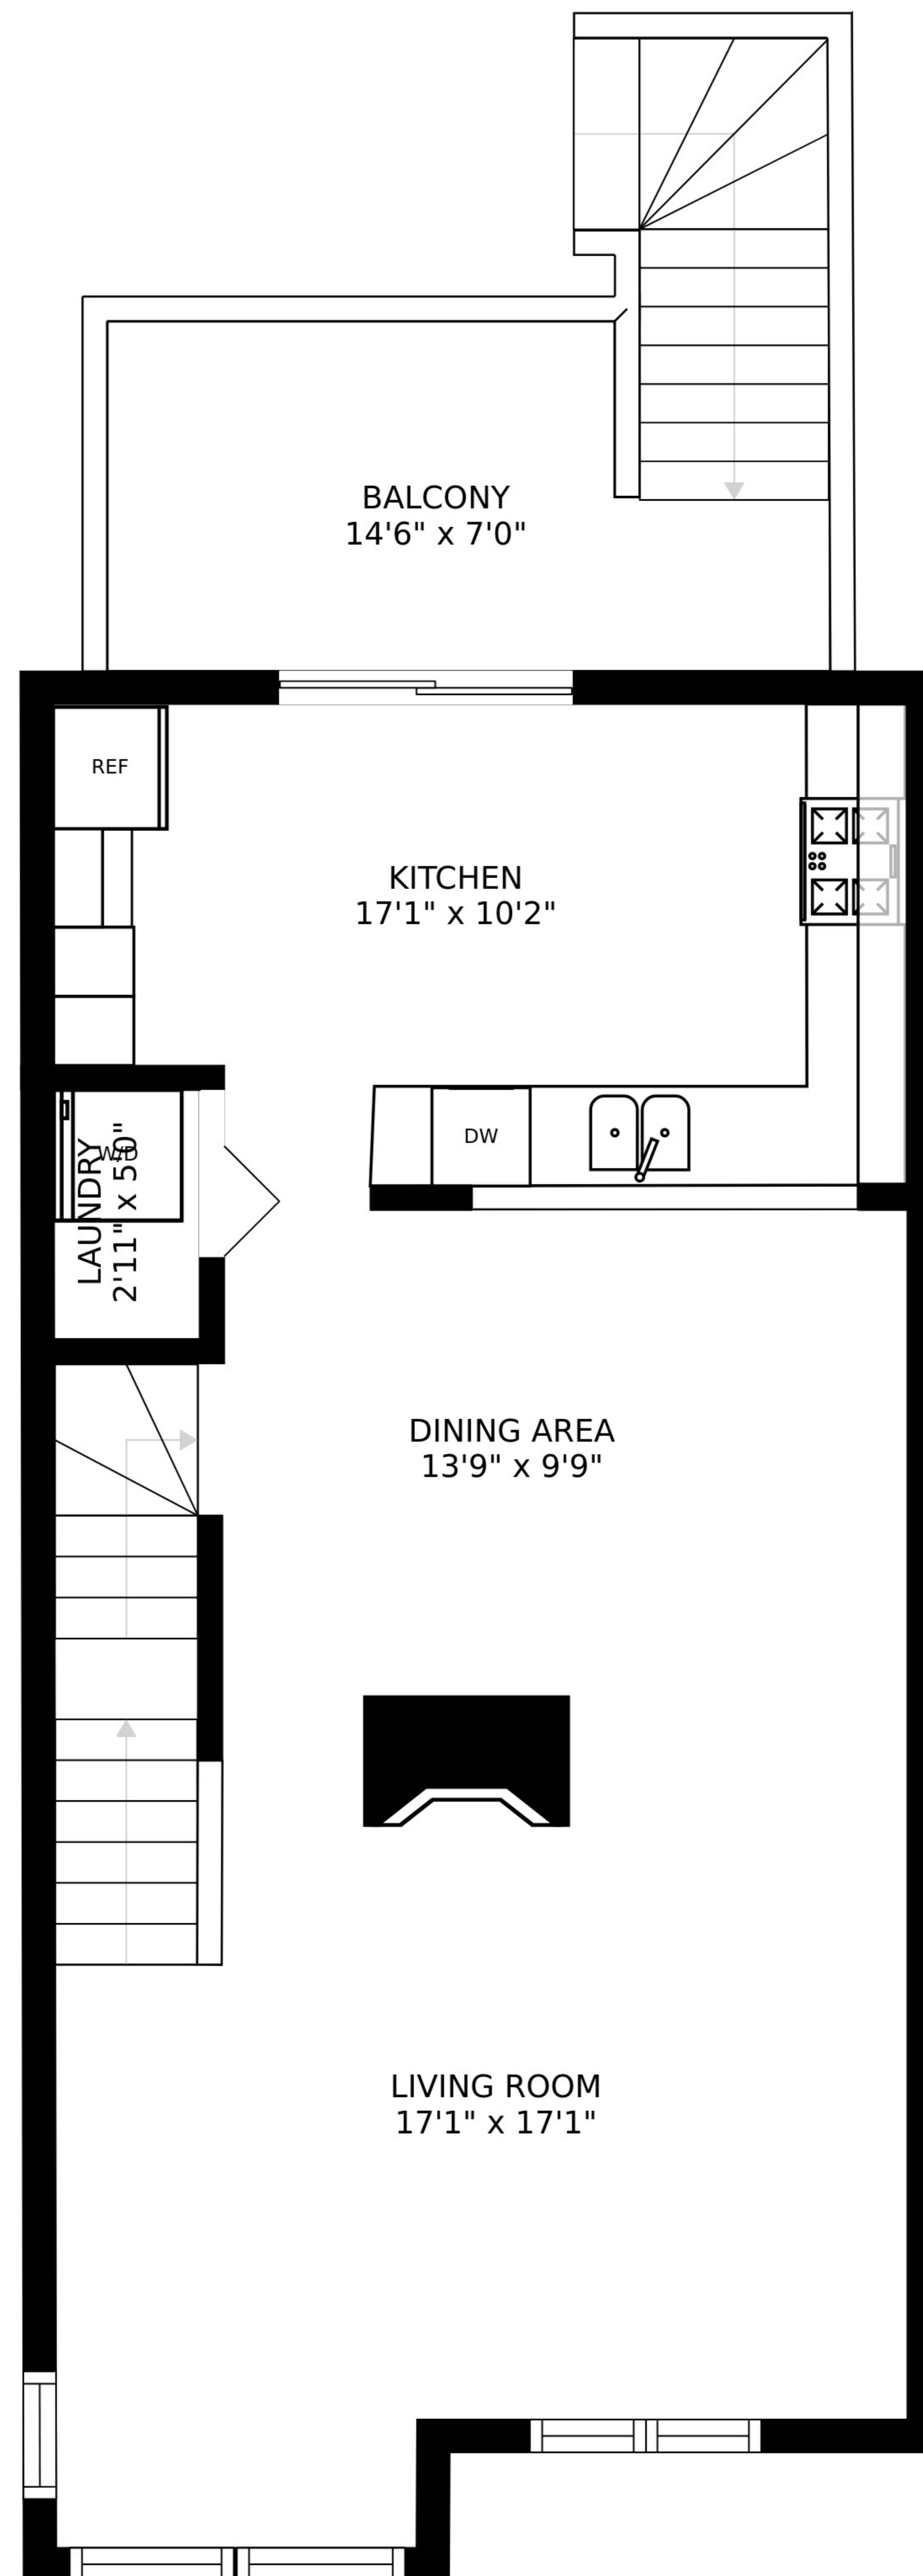 BALCONY
14'6" x 7'0"
REF
KITCHEN
17'1" x 10'2"
DW
W/D
LAUNDRY
2'11" x 5'0"
DINING AREA
13'9" x 9'9"
LIVING ROOM
17'1" x 17'1"